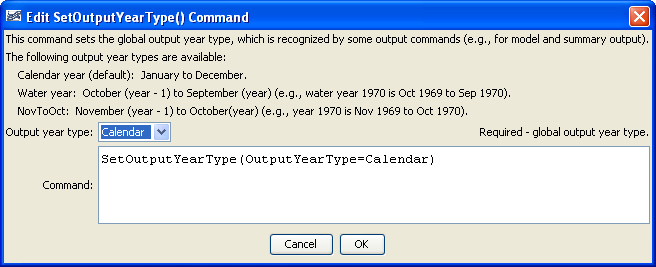 Edit SetOutputYearType() Command
This command sets the global output year type, which is recognized by some output commands (e.g., for model and summary output).
The following output year types are available:
Calendar year (default): January to December.
Water year: October (year - 1) to September (year) (e.g., water year 1970 is Oct 1969 to Sep 1970).
NovToOct: November (year - 1) to October(year) (e.g., year 1970 is Nov 1969 to Oct 1970).
Output year type: Calendar Required - global output year type.
SetOutputYearType(OutputYearType=Calendar)
Command:
Cancel OK